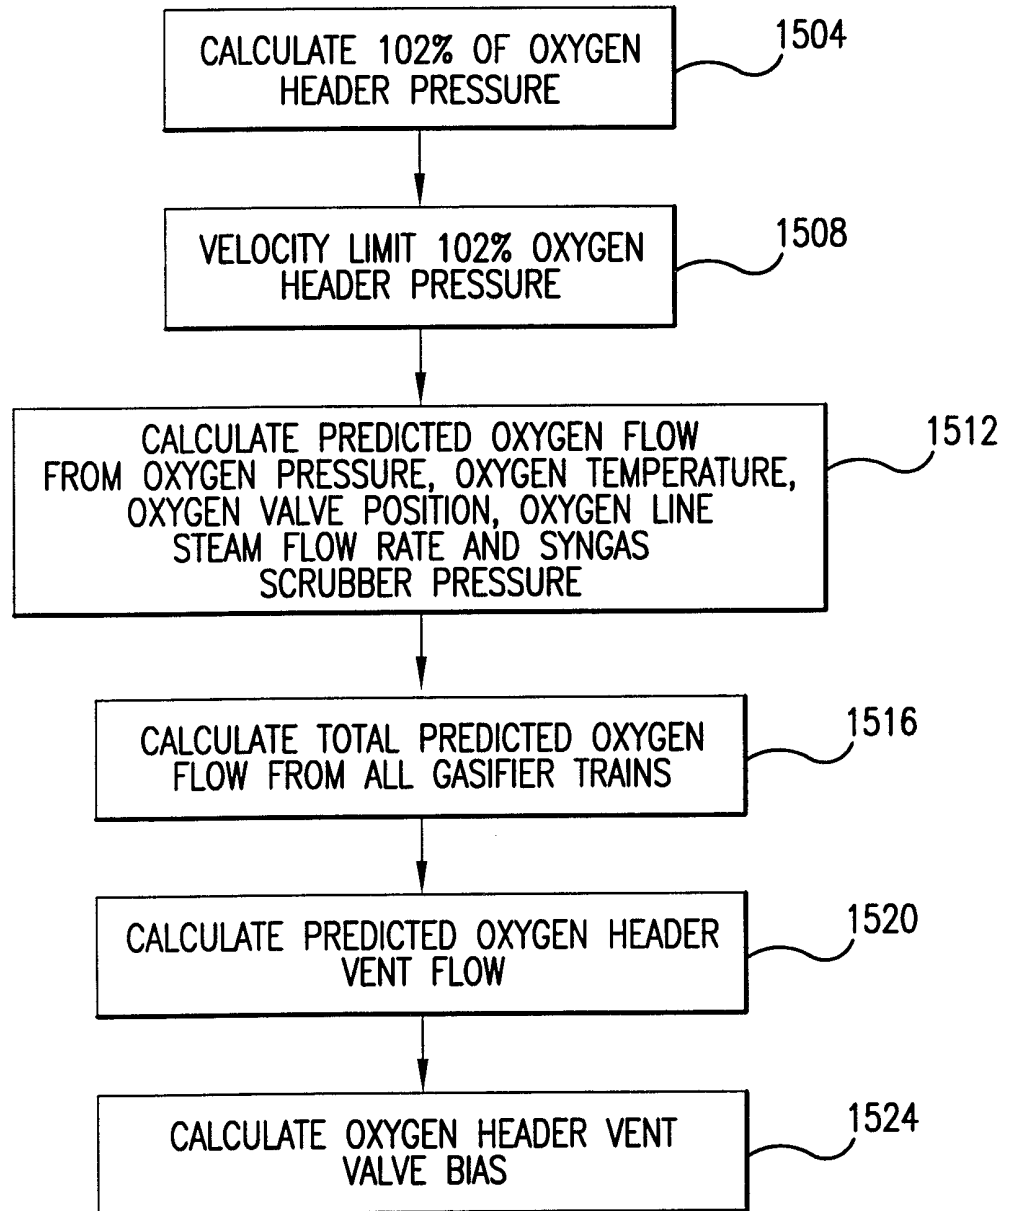 CALCULATE 102% OF OXYGEN
HEADER PRESSURE
1504
VELOCITY LIMIT 102% OXYGEN
HEADER PRESSURE
1508
CALCULATE PREDICTED OXYGEN FLOW
FROM OXYGEN PRESSURE, OXYGEN TEMPERATURE,
OXYGEN VALVE POSITION, OXYGEN LINE
STEAM FLOW RATE AND SYNGAS
SCRUBBER PRESSURE
1512
CALCULATE TOTAL PREDICTED OXYGEN
FLOW FROM ALL GASIFIER TRAINS
1516
CALCULATE PREDICTED OXYGEN HEADER
VENT FLOW
1520
CALCULATE OXYGEN HEADER VENT
VALVE BIAS
1524